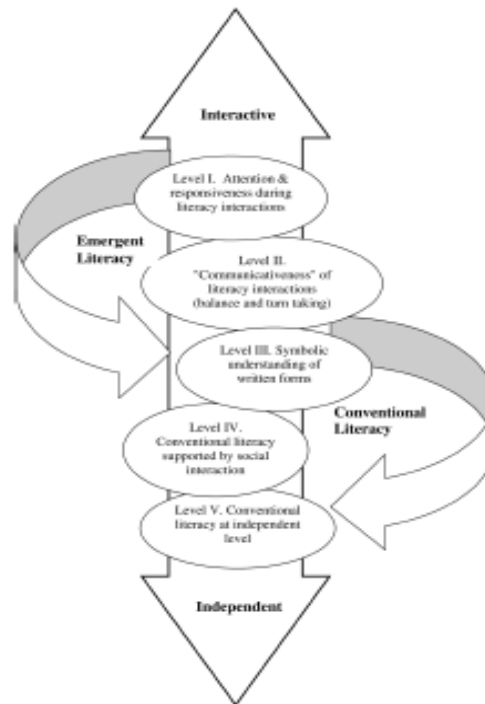 Interactive
Level I. Attention &
responsiveness during
literacy interactions
Emergent
Literacy
Level II.
"Communicativeness" of
literacy interactions
(balance and turn taking)
Level III. Symbolic
understanding of
written forms
Conventional
Literacy
Level IV.
Conventional literacy
supported by social
interaction
Level V. Conventional
literacy at independent
level
Independent